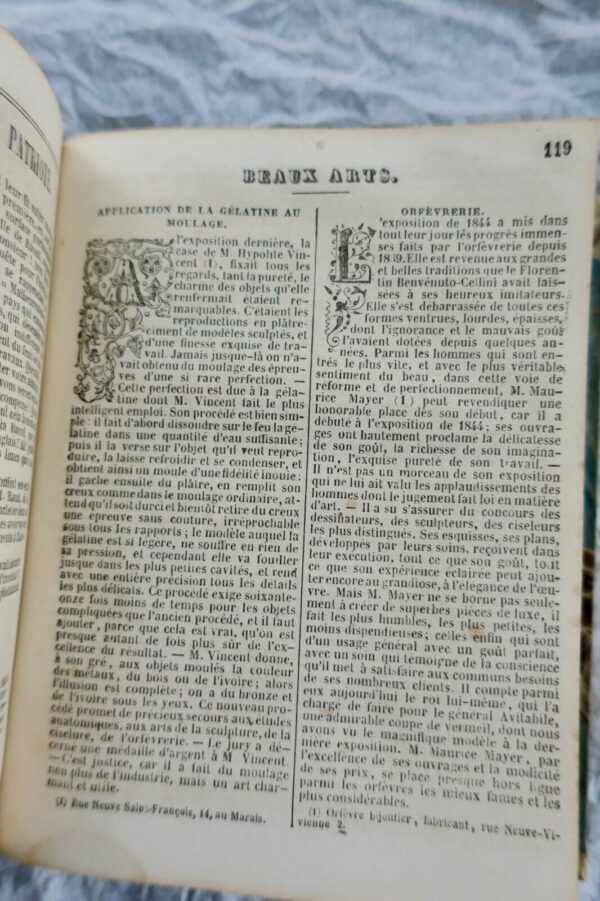 PATRIOTE.
119
BEAUX ARTS.
APPLICATION DE LA GÉLATINE AU
MOULAGE.
A l'exposition dernière, la
case de M. Hypolite Vin-
cent (1), fixait tous les
regards, tant la pureté, le
charme des objets qu'elle
renfermait étaient re-
marquables. C'étaient les
reproductions en plâtre-
ciment de modèles sculptés, et
d'une finesse exquise de tra-
vail. Jamais jusque-là on n'a-
vait obtenu du moulage des épreu-
ves d'une si rare perfection. —
Cette perfection est due à la géla-
tine dont M. Vincent fait le plus
intelligent emploi. Son procédé est bien sim-
ple : il fait d'abord dissoudre sur le feu la gé-
latine dans une quantité d'eau suffisante;
puis il la verse sur l'objet qu'il veut repro-
duire, la laisse refroidir et se condenser, et
obtient ainsi un moule d'une fidélité inouïe :
il gache ensuite du plâtre, en remplit son
creux comme dans le moulage ordinaire, at-
tend qu'il soit durci et bientôt retire du creux
une épreuve sans couture, irréprochable
sous tous les rapports ; le modèle auquel la
gélatine est si légère, ne souffre en rien de
sa pression, et cependant elle va fouiller
jusque dans les plus petites cavités, et rend
avec une entière précision tous les détails
les plus délicats. Ce procédé exige soixante-
onze fois moins de temps pour les objets
compliquées que l'ancien procédé, et il faut
ajouter, parce que cela est vrai, qu'on est
presque autant de fois plus sûr de l'ex-
cellence du résultat. — M. Vincent donne,
à son gré, aux objets moulés la couleur
des métaux, du bois ou de l'ivoire ; alors
l'illusion est complète ; on a du bronze et
de l'ivoire sous les yeux. Ce nouveau pro-
cédé promet de précieux secours aux études
anatomiques, aux arts de la sculpture, de la
ciselure, de l'orfèvrerie. — Le jury a dé-
cerné une médaille d'argent à M. Vincent.
— C'est justice, car il a fait du moulage
non plus de l'industrie, mais un art char-
mant et utile.
(1) Rue Neuve Saint-François, 14, au Marais.
ORFÈVRERIE.
L'exposition de 1844 a mis dans
tout leur jour les progrès immen-
ses faits par l'orfèvrerie depuis
1839. Elle est revenue aux grandes
et belles traditions que le Floren-
tin Benvénuto-Cellini avait lais-
sées à ses heureux imitateurs.
Elle s'est débarrassée de toutes ces
formes ventrues, lourdes, épaisses,
dont l'ignorance et le mauvais goût
l'avaient dotées depuis quelques an-
nées. Parmi les hommes qui sont en-
trés le plus vite, et avec le plus véritable
sentiment du beau, dans cette voie de
réforme et de perfectionnement, M. Mau-
rice Mayer (1) peut revendiquer une
honorable place dès son début, car il a
débuté à l'exposition de 1844; ses ouvra-
ges ont hautement proclamé la délicatesse
de son goût, la richesse de son imagina-
tion, l'exquise pureté de son travail. —
Il n'est pas un morceau de son exposition
qui ne lui ait valu les applaudissements des
hommes dont le jugement fait loi en matière
d'art. — Il a su s'assurer du concours des
dessinateurs, des sculpteurs, des ciseleurs
les plus distingués. Ses esquisses, ses plans,
développés par leurs soins, reçoivent dans
leur exécution, tout ce que son goût, tout
ce que son expérience éclairée peut ajou-
ter encore au grandiose, à l'élégance de l'œu-
vre. Mais M. Mayer ne se borne pas seule-
ment à créer de superbes pièces de luxe, il
fait les plus humbles, les plus petites, les
moins dispendieuses; celles enfin qui sont
d'un usage général avec un goût parfait,
avec un soin qui témoigne de la conscience
qu'il met à satisfaire aux communs besoins
de ses nombreux clients. Il compte parmi
eux aujourd'hui le roi lui-même, qui l'a
chargé de faire pour le général Avitabile,
une admirable coupe de vermeil, dont nous
avons vu le magnifique modèle à la der-
nière exposition. M. Maurice Mayer, par
l'excellence de ses ouvrages et la modicité
de ses prix, se place presque hors ligne
parmi les orfèvres les mieux famés et les
plus considérables.
(1) Orfèvre bijoutier, fabricant, rue Neuve-Vi-
vienne 2.